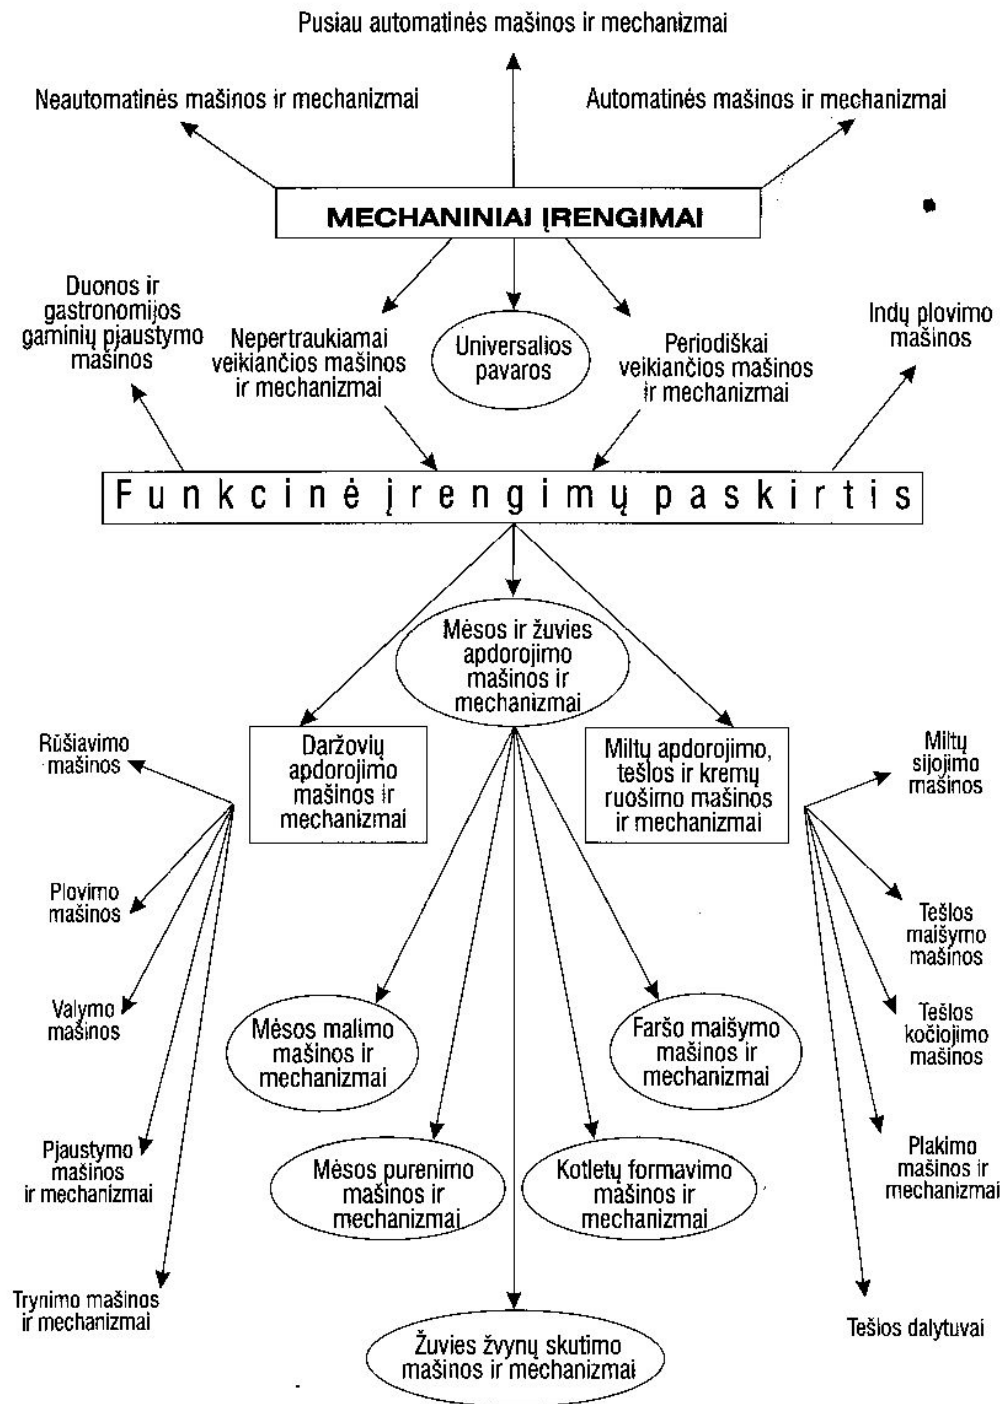 Pusiau automatinės mašinos ir mechanizmai
Neautomatinės mašinos ir mechanizmai
Automatinės mašinos ir mechanizmai
MECHANINIAI ĮRENGIMAI
Duonos ir
gastronomijos
gaminių pjaustymo
mašinos
Nepertraukiamai
veikiančios mašinos
ir mechanizmai
Universalios
pavaros
Periodiškai
veikiančios mašinos
ir mechanizmai
Indų plovimo
mašinos
Funkcinė įrengimų paskirtis
Mėsos ir žuvies
apdorojimo
mašinos ir
mechanizmai
Daržovių
apdorojimo
mašinos ir
mechanizmai
Miltų apdorojimo,
tešlos ir kremų
ruošimo mašinos
ir mechanizmai
Rūšiavimo
mašinos
Plovimo
mašinos
Valymo
mašinos
Pjaustymo
mašinos
ir mechanizmai
Trynimo mašinos
ir mechanizmai
Mėsos malimo
mašinos ir
mechanizmai
Mėsos purenimo
mašinos ir
mechanizmai
Žuvies žvynų skutimo
mašinos ir mechanizmai
Kotletų formavimo
mašinos ir
mechanizmai
Faršo maišymo
mašinos ir
mechanizmai
Miltų
sijojimo
mašinos
Tešlos
maišymo
mašinos
Tešlos
kočiojimo
mašinos
Plakimo
mašinos ir
mechanizmai
Tešlos dalytuvai